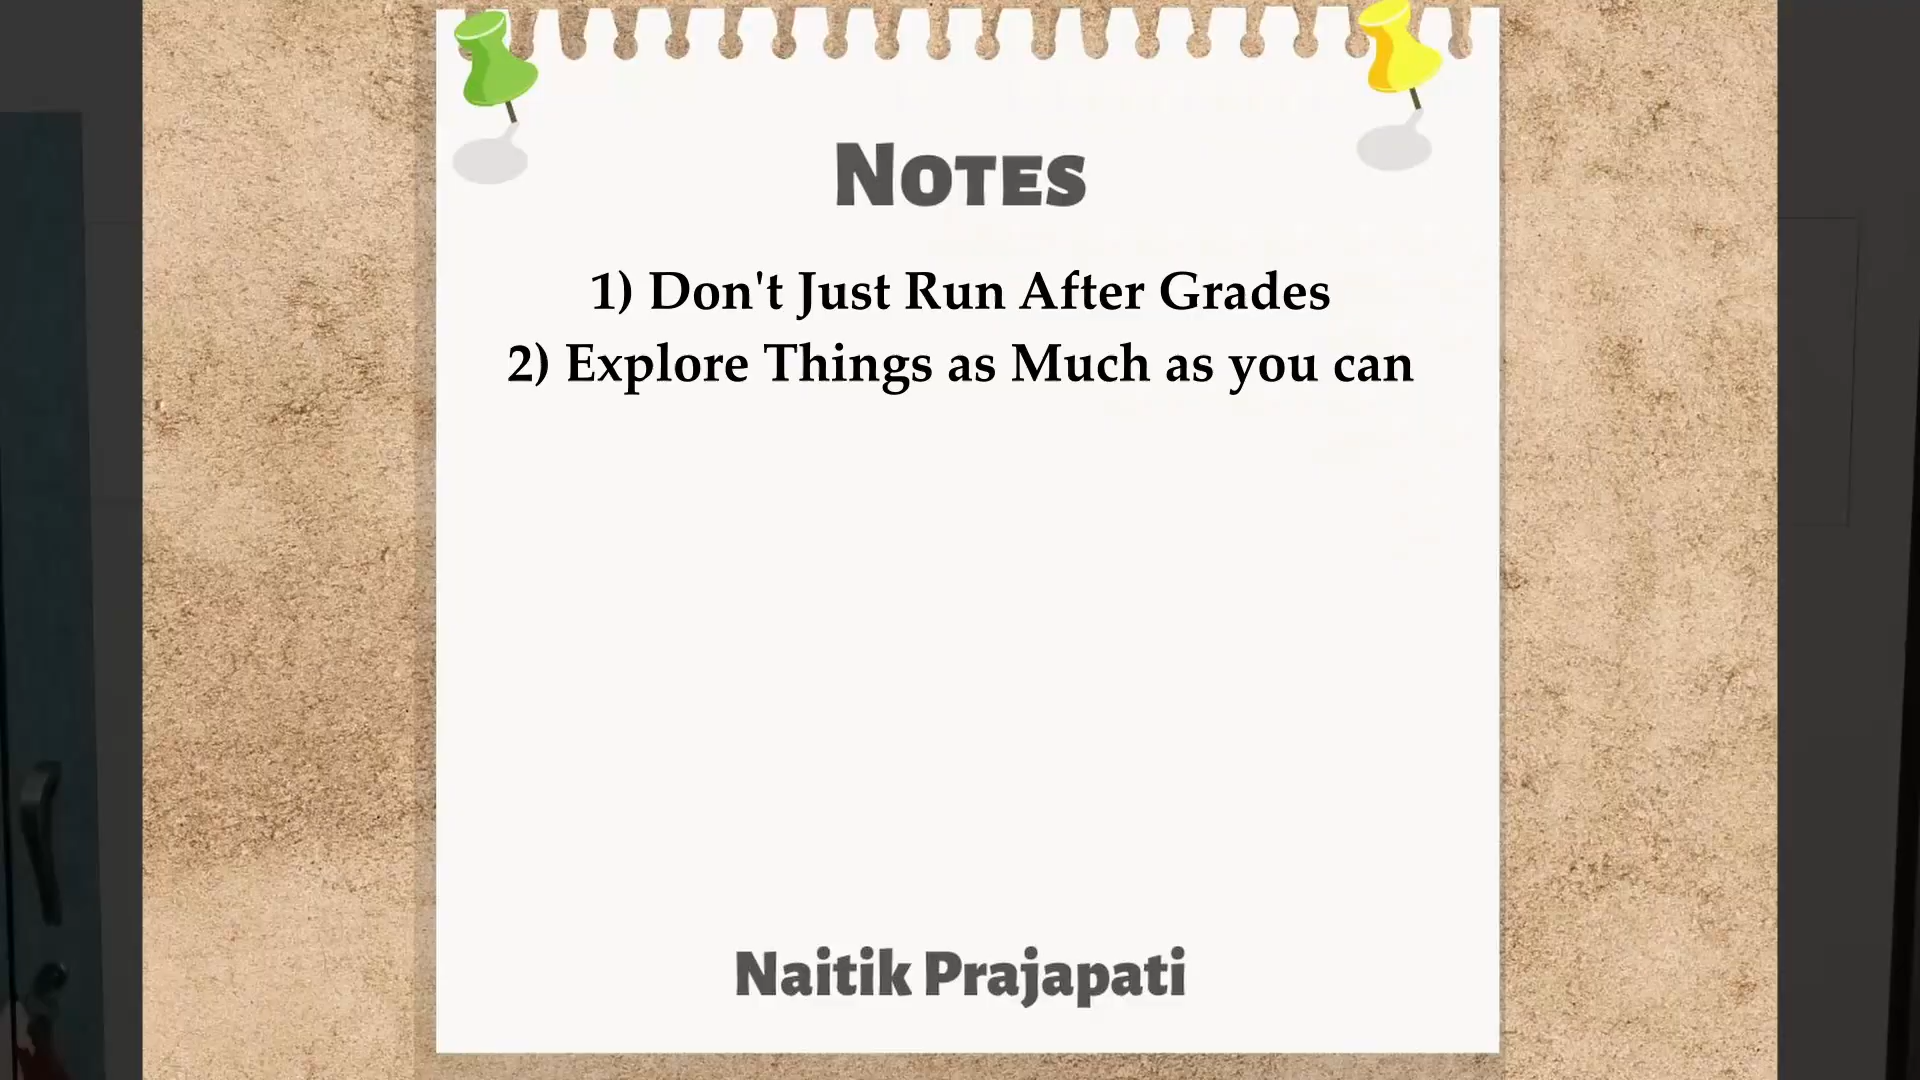 Notes
1) Don't Just Run After Grades
2) Explore Things as Much as you can
Naitik Prajapati